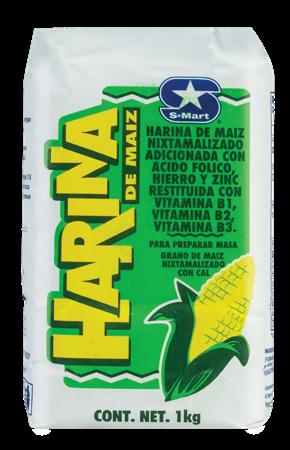 HARINA
DE MAIZ
S-Mart
HARINA DE MAIZ
NIXTAMALIZADO
ADICIONADA CON
ACIDO FOLICO,
HIERRO Y ZINC
RESTITUIDA CON
VITAMINA B1,
VITAMINA B2,
VITAMINA B3.
PARA PREPARAR MASA
GRANO DE MAIZ
NIXTAMALIZADO
CON CAL
CONT. NET. 1kg